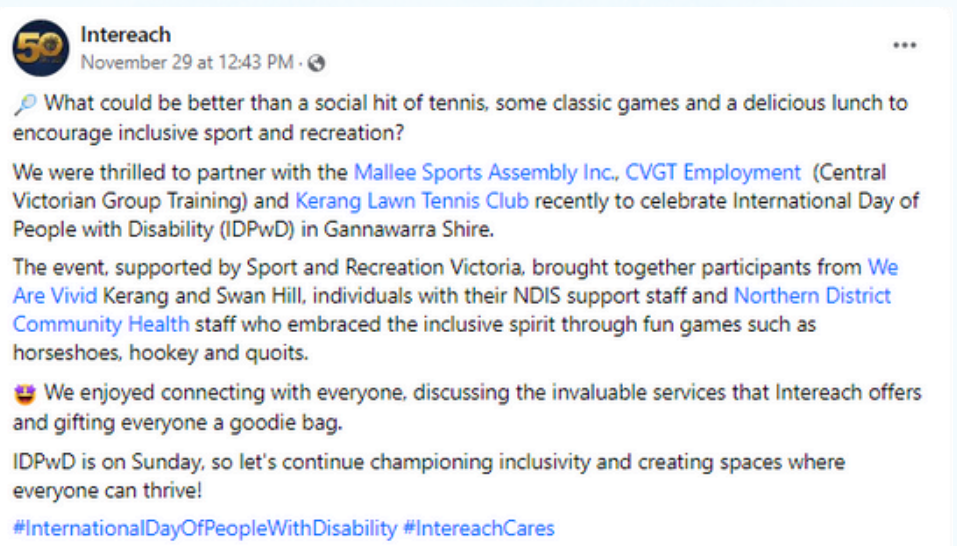 50
Intereach
November 29 at 12:43 PM ·
What could be better than a social hit of tennis, some classic games and a delicious lunch to
encourage inclusive sport and recreation?
We were thrilled to partner with the Mallee Sports Assembly Inc., CVGT Employment (Central
Victorian Group Training) and Kerang Lawn Tennis Club recently to celebrate International Day of
People with Disability (IDPwD) in Gannawarra Shire.
The event, supported by Sport and Recreation Victoria, brought together participants from We
Are Vivid Kerang and Swan Hill, individuals with their NDIS support staff and Northern District
Community Health staff who embraced the inclusive spirit through fun games such as
horseshoes, hookey and quoits.
We enjoyed connecting with everyone, discussing the invaluable services that Intereach offers
and gifting everyone a goodie bag.
IDPwD is on Sunday, so let's continue championing inclusivity and creating spaces where
everyone can thrive!
#InternationalDayOfPeopleWithDisability #IntereachCares